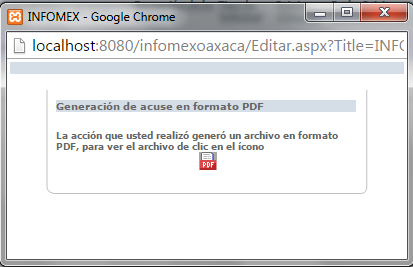 INFOMEX - Google Chrome
localhost:8080/infomexoaxaca/Editar.aspx?Title=INFO
Generación de acuse en formato PDF
La acción que usted realizó generó un archivo en formato
PDF, para ver el archivo de clic en el ícono
PDF